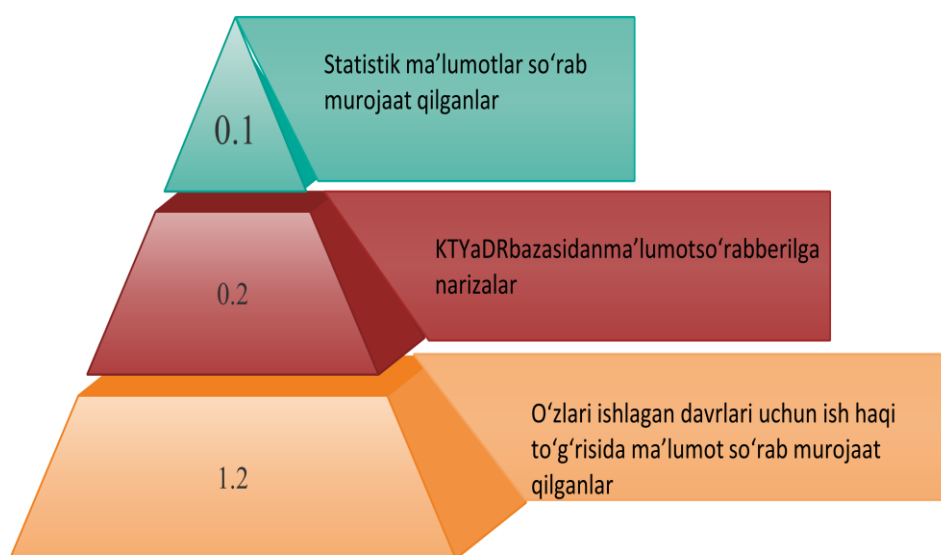 Statistik ma’lumotlar so‘rab
murojaat qilganlar
0.1
KTYaDRbazasidanma’lumotso‘rabberilga
narizalar
0.2
O‘zlari ishlagan davrlari uchun ish haqi
to‘g‘risida ma’lumot so‘rab murojaat
qilganlar
1.2